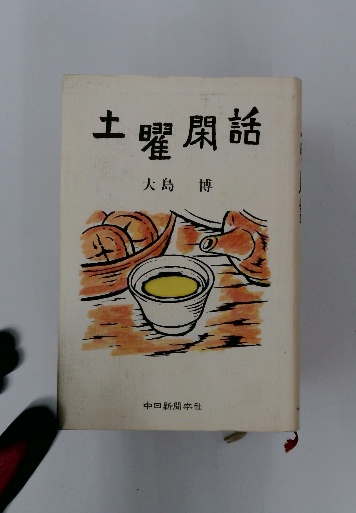 土曜閑話
大島 博
中日新聞本社